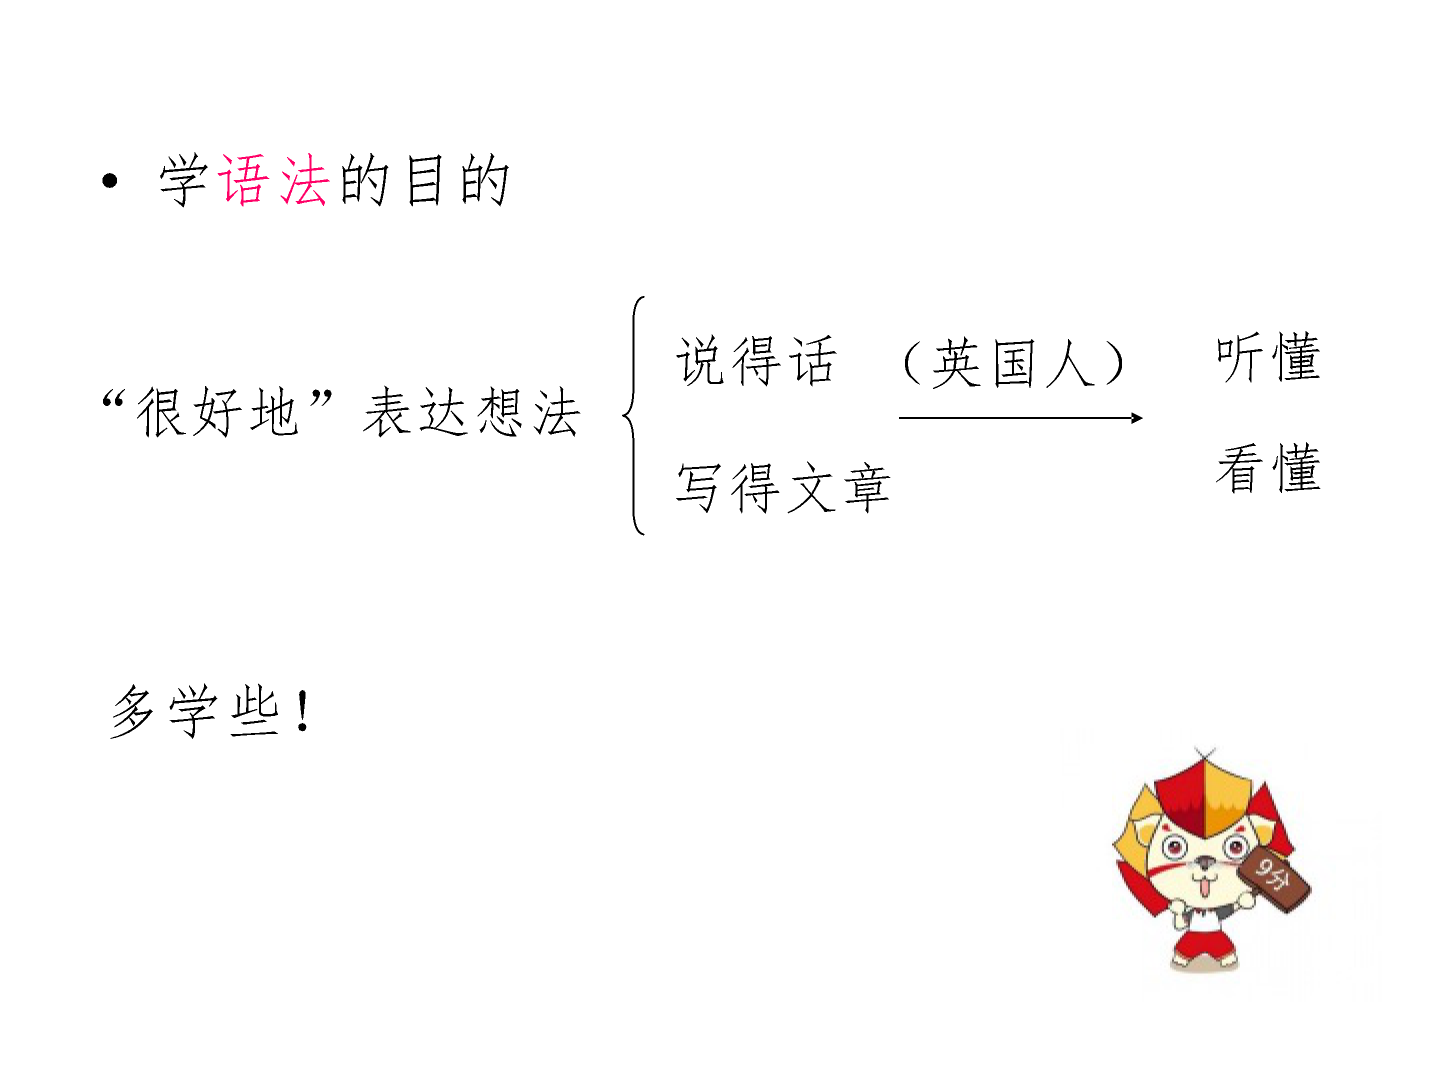 • 学语法的目的
说得话 （英国人） 听懂
“很好地”表达想法
写得文章 看懂
多学些！
9分